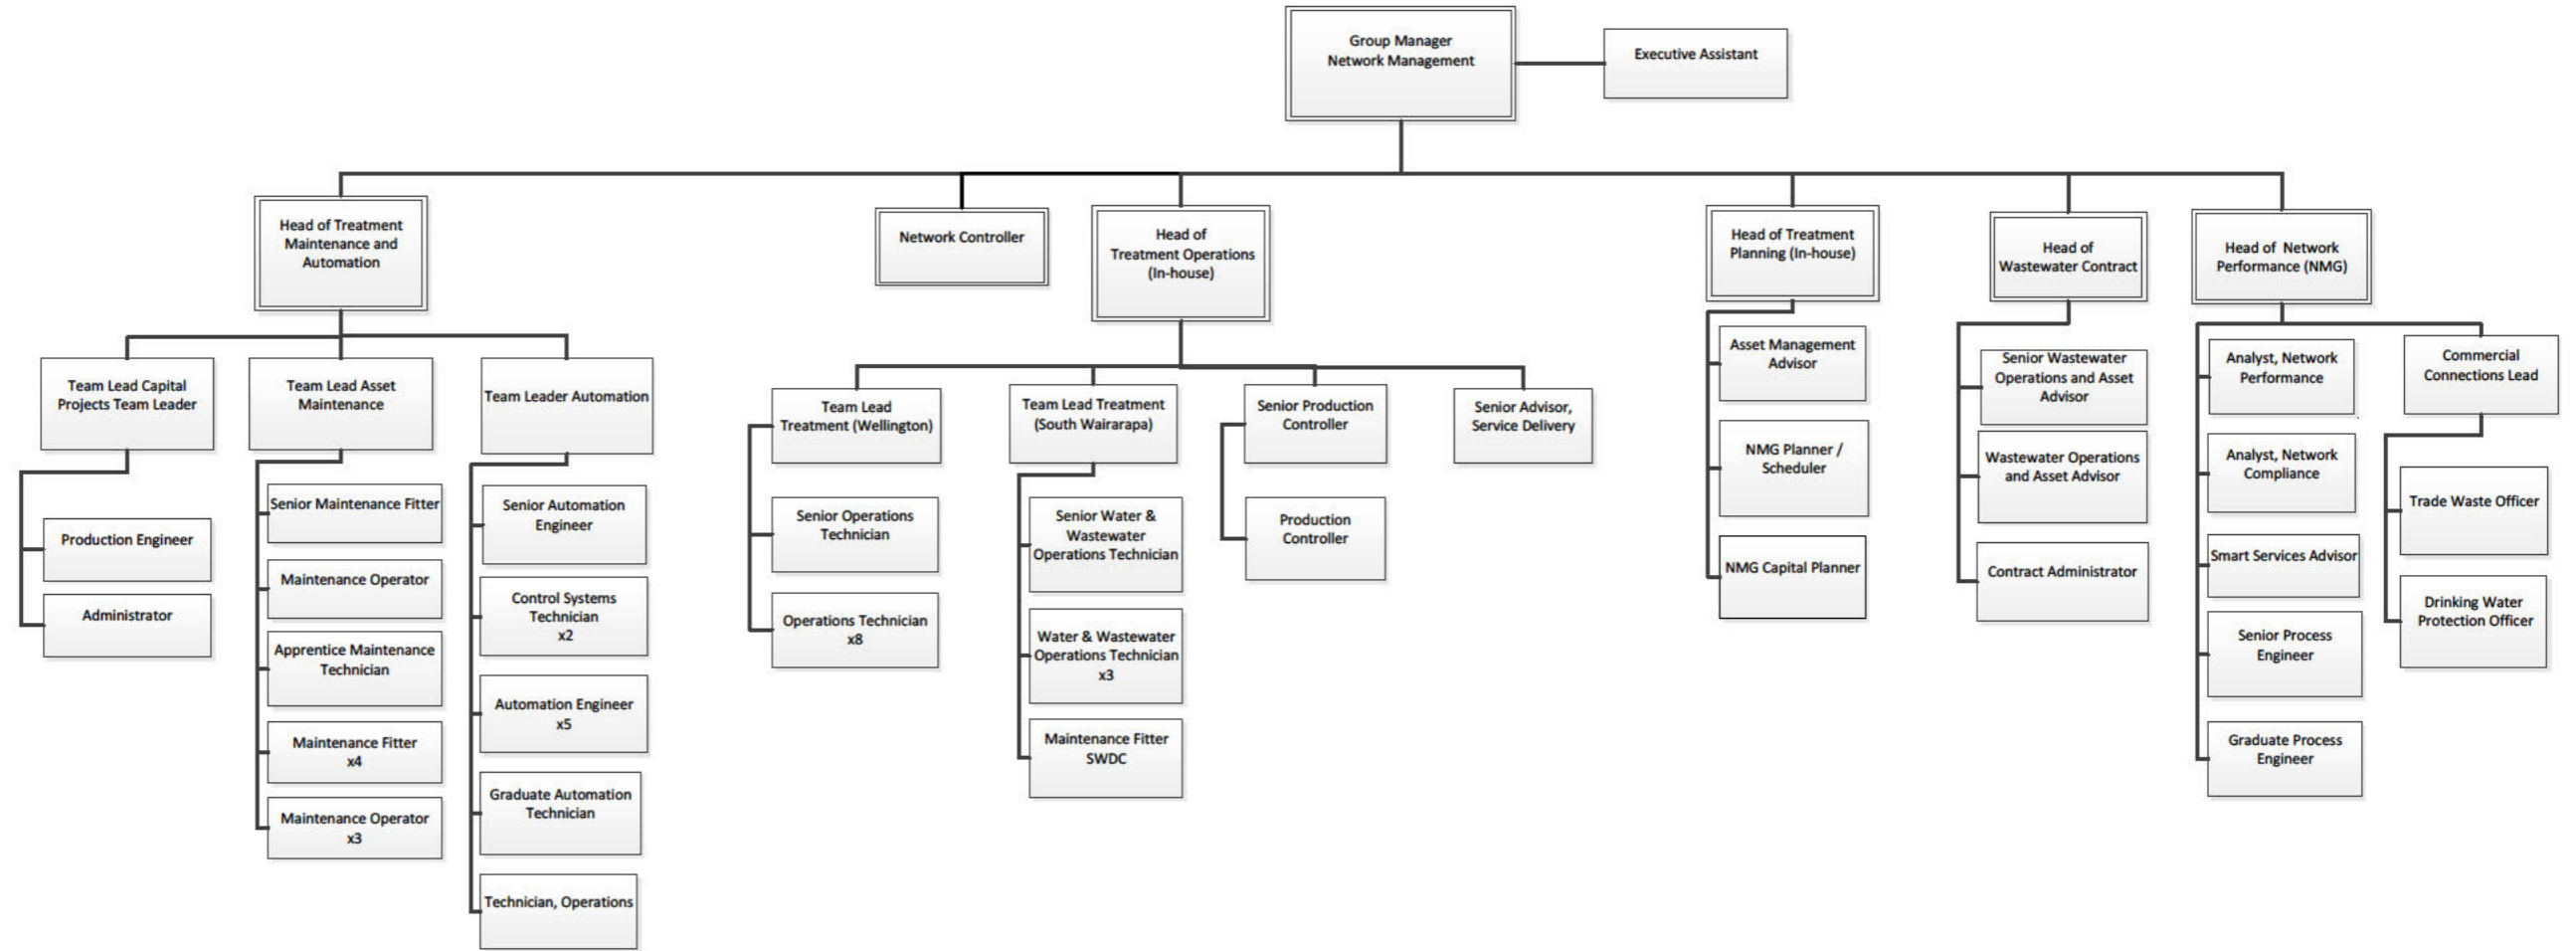 Group Manager
Network Management
Executive Assistant
Head of Treatment
Maintenance and
Automation
Network Controller
Head of
Treatment Operations
(In-house)
Head of Treatment
Planning (In-house)
Head of
Wastewater Contract
Head of Network
Performance (NMG)
Team Lead Capital
Projects Team Leader
Production Engineer
Administrator
Team Lead Asset
Maintenance
Senior Maintenance Fitter
Maintenance Operator
Apprentice Maintenance
Technician
Maintenance Fitter
x4
Maintenance Operator
x3
Team Leader Automation
Senior Automation
Engineer
Control Systems
Technician
x2
Automation Engineer
x5
Graduate Automation
Technician
Technician, Operations
Team Lead
Treatment (Wellington)
Senior Operations
Technician
Operations Technician
x8
Team Lead Treatment
(South Wairarapa)
Senior Water &
Wastewater
Operations Technician
Water & Wastewater
Operations Technician
x3
Maintenance Fitter
SWDC
Senior Production
Controller
Production
Controller
Senior Advisor,
Service Delivery
Asset Management
Advisor
NMG Planner /
Scheduler
NMG Capital Planner
Senior Wastewater
Operations and Asset
Advisor
Wastewater Operations
and Asset Advisor
Contract Administrator
Analyst, Network
Performance
Analyst, Network
Compliance
Smart Services Advisor
Senior Process
Engineer
Graduate Process
Engineer
Commercial
Connections Lead
Trade Waste Officer
Drinking Water
Protection Officer